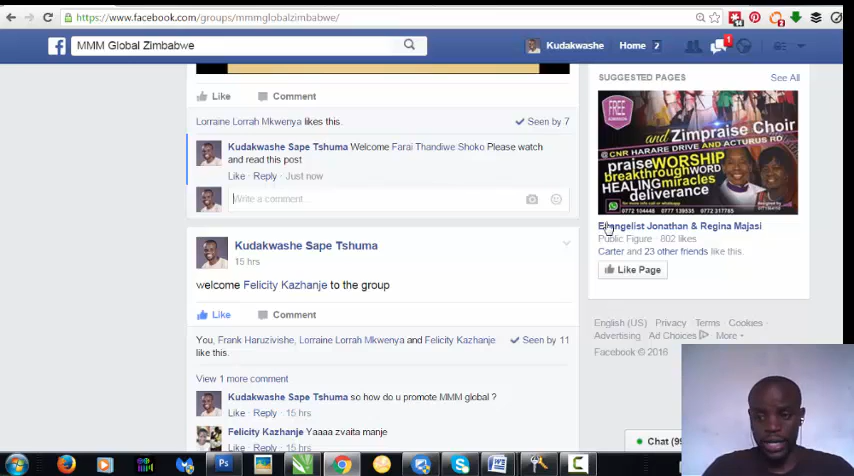 https://www.facebook.com/groups/mmmglobalzimbabwe/
MMM Global Zimbabwe
Kudakwashe
Home 2
1
Like Comment
Lorraine Lorrah Mkwenya likes this.
Seen by 7
Kudakwashe Sape Tshuma Welcome Farai Thandiwe Shoko Please watch
and read this post
Like · Reply · Just now
Write a comment...
Kudakwashe Sape Tshuma
15 hrs
welcome Felicity Kazhanje to the group
Like Comment
You, Frank Haruzivishe, Lorraine Lorrah Mkwenya and Felicity Kazhanje
like this.
Seen by 11
View 1 more comment
Kudakwashe Sape Tshuma so how do u promote MMM global ?
Like · Reply · 15 hrs
Felicity Kazhanje Yaaaz zvaita manje
Like · Reply · 15 hrs
SUGGESTED PAGES See All
FREE
and Zimpraise Choir
@CNR HARARE DRIVE AND ACTURUS RD
praise WORSHIP
breakthrough WORD
HEALING miracles
deliverance
0772 104448 0777 139535 0772 317785
Evangelist Jonathan & Regina Majasi
Public Figure 802 likes
Carter and 23 other friends like this.
Like Page
English (US) · Privacy · Terms · Cookies ·
Advertising · Ad Choices · More
Facebook © 2016
Chat